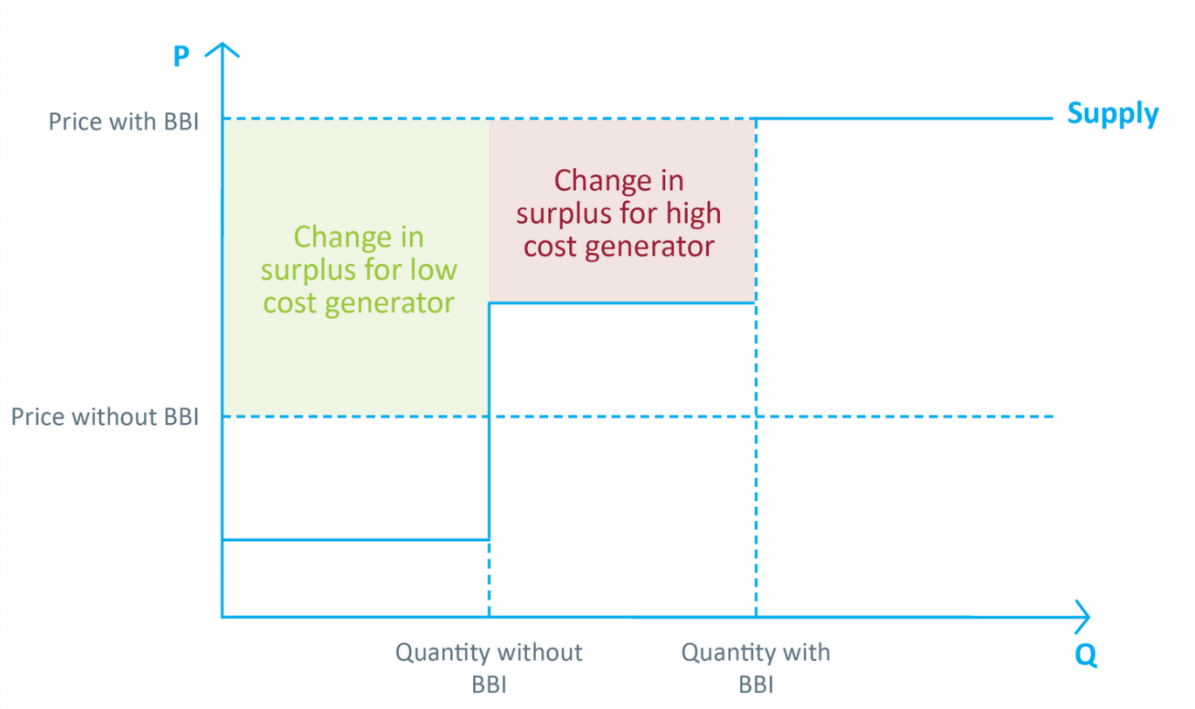 P
Price with BBI
Supply
Change in
surplus for high
cost generator
Change in
surplus for low
cost generator
Price without BBI
Quantity without
BBI
Quantity with
BBI
Q